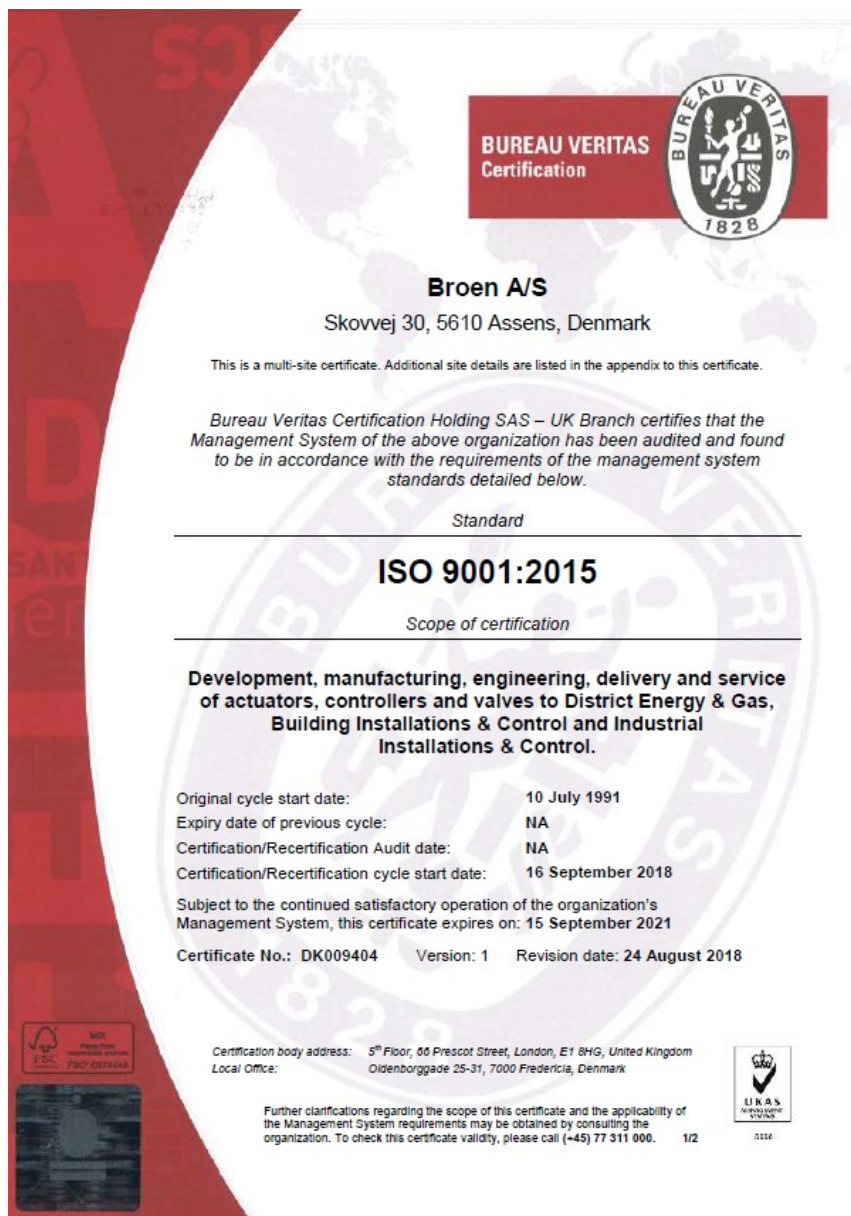 BUREAU VERITAS
Certification
BUREAU VERITAS
1828
Broen A/S
Skovvej 30, 5610 Assens, Denmark
This is a multi-site certificate. Additional site details are listed in the appendix to this certificate.
Bureau Veritas Certification Holding SAS – UK Branch certifies that the
Management System of the above organization has been audited and found
to be in accordance with the requirements of the management system
standards detailed below.
Standard
ISO 9001:2015
Scope of certification
Development, manufacturing, engineering, delivery and service
of actuators, controllers and valves to District Energy & Gas,
Building Installations & Control and Industrial
Installations & Control.
Original cycle start date: 10 July 1991
Expiry date of previous cycle: NA
Certification/Recertification Audit date: NA
Certification/Recertification cycle start date: 16 September 2018
Subject to the continued satisfactory operation of the organization's
Management System, this certificate expires on: 15 September 2021
Certificate No.: DK009404 Version: 1 Revision date: 24 August 2018
Certification body address: 5th Floor, 66 Prescot Street, London, E1 8HG, United Kingdom
Local Office: Oldenborggade 25-31, 7000 Fredericia, Denmark
Further clarifications regarding the scope of this certificate and the applicability of
the Management System requirements may be obtained by consulting the
organization. To check this certificate validity, please call (+45) 77 311 000. 1/2
MIX
FSC
UKAS
MANAGEMENT
SYSTEMS